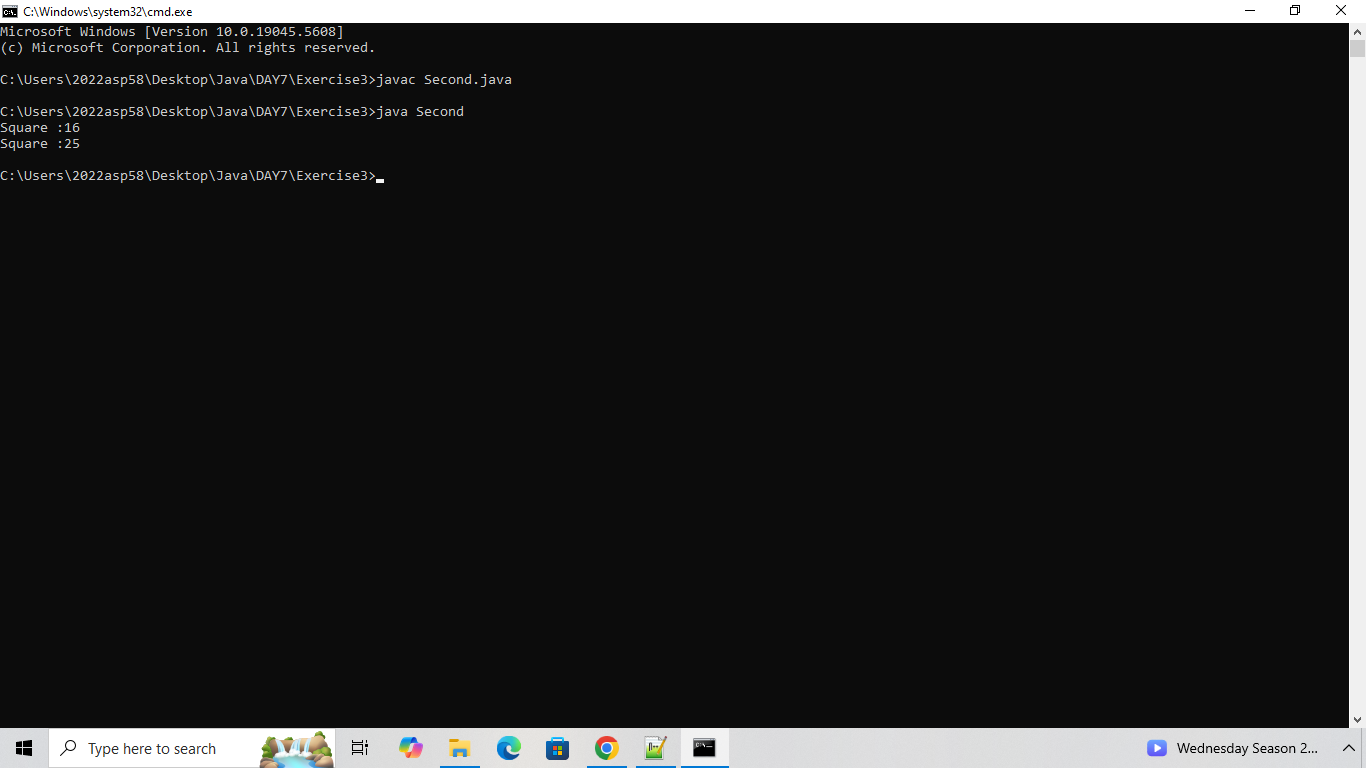 C:\Windows\system32\cmd.exe
Microsoft Windows [Version 10.0.19045.5608]
(c) Microsoft Corporation. All rights reserved.
C:\Users\2022asp58\Desktop\Java\DAY7\Exercise3>javac Second.java
C:\Users\2022asp58\Desktop\Java\DAY7\Exercise3>java Second
Square :16
Square :25
C:\Users\2022asp58\Desktop\Java\DAY7\Exercise3>
Type here to search
Wednesday Season 2...